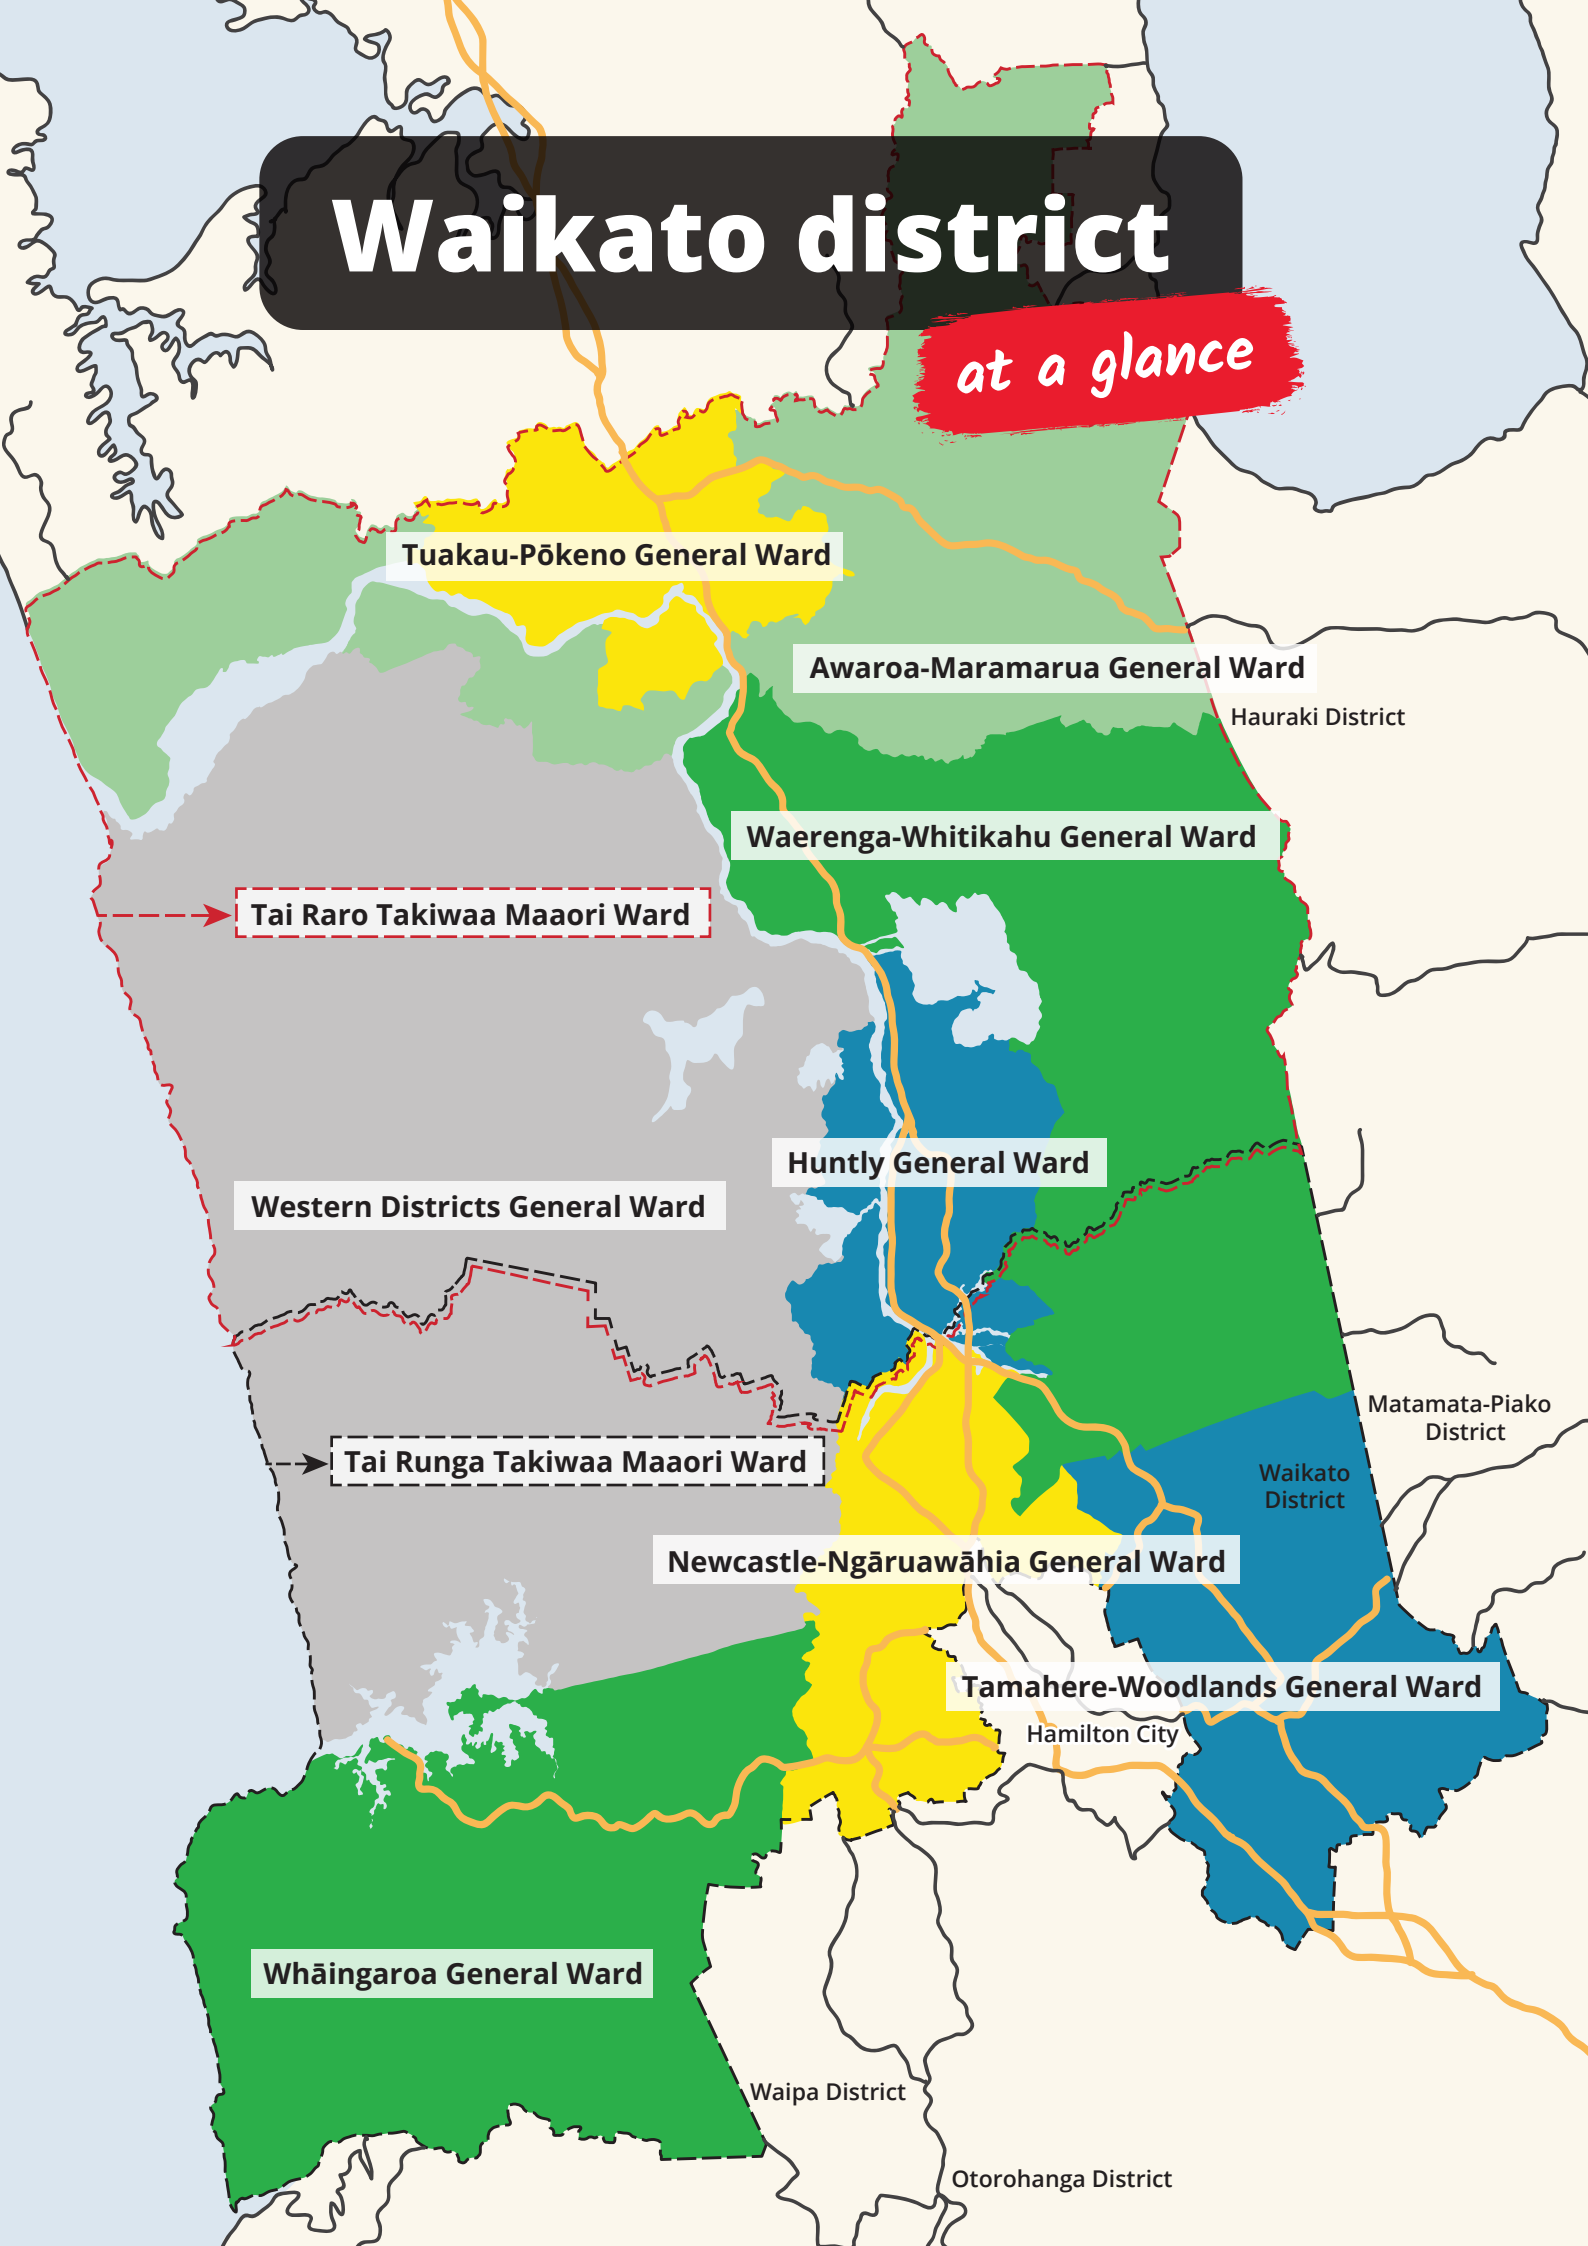 Waikato district
at a glance
Tuakau-Pōkeno General Ward
Awaroa-Maramarua General Ward
Hauraki District
Waerenga-Whitikahu General Ward
Tai Raro Takiwaa Maaori Ward
Huntly General Ward
Western Districts General Ward
Matamata-Piako
District
Tai Runga Takiwaa Maaori Ward
Waikato
District
Newcastle-Ngāruawāhia General Ward
Tamahere-Woodlands General Ward
Hamilton City
Whāingaroa General Ward
Waipa District
Otorohanga District